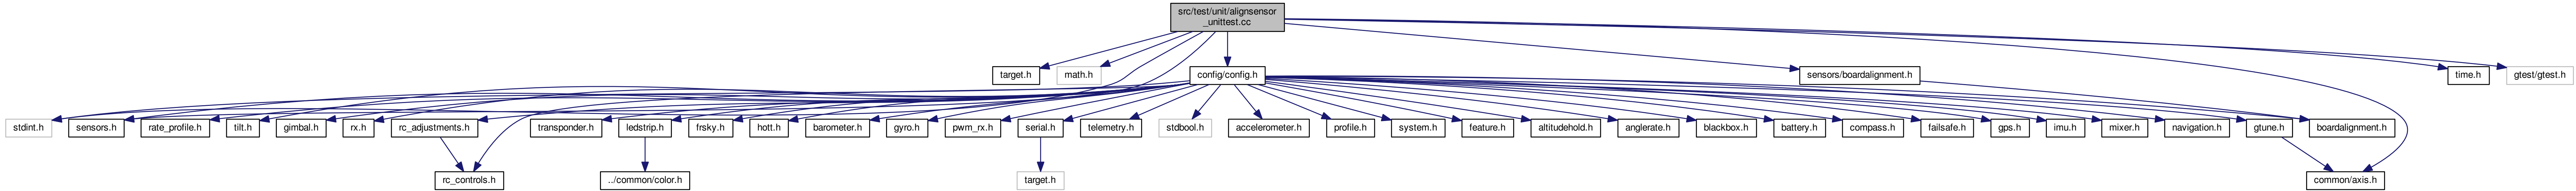 src/test/unit/alignsensor
_unittest.cc
target.h
math.h
config/config.h
sensors/boardalignment.h
time.h
gtest/gtest.h
stdint.h
sensors.h
rate_profile.h
tilt.h
gimbal.h
rx.h
rc_adjustments.h
transponder.h
ledstrip.h
frsky.h
hott.h
barometer.h
gyro.h
pwm_rx.h
serial.h
telemetry.h
stdbool.h
accelerometer.h
profile.h
system.h
feature.h
altitudehold.h
anglerate.h
blackbox.h
battery.h
compass.h
failsafe.h
gps.h
imu.h
mixer.h
navigation.h
gtune.h
boardalignment.h
rc_controls.h
../common/color.h
target.h
common/axis.h